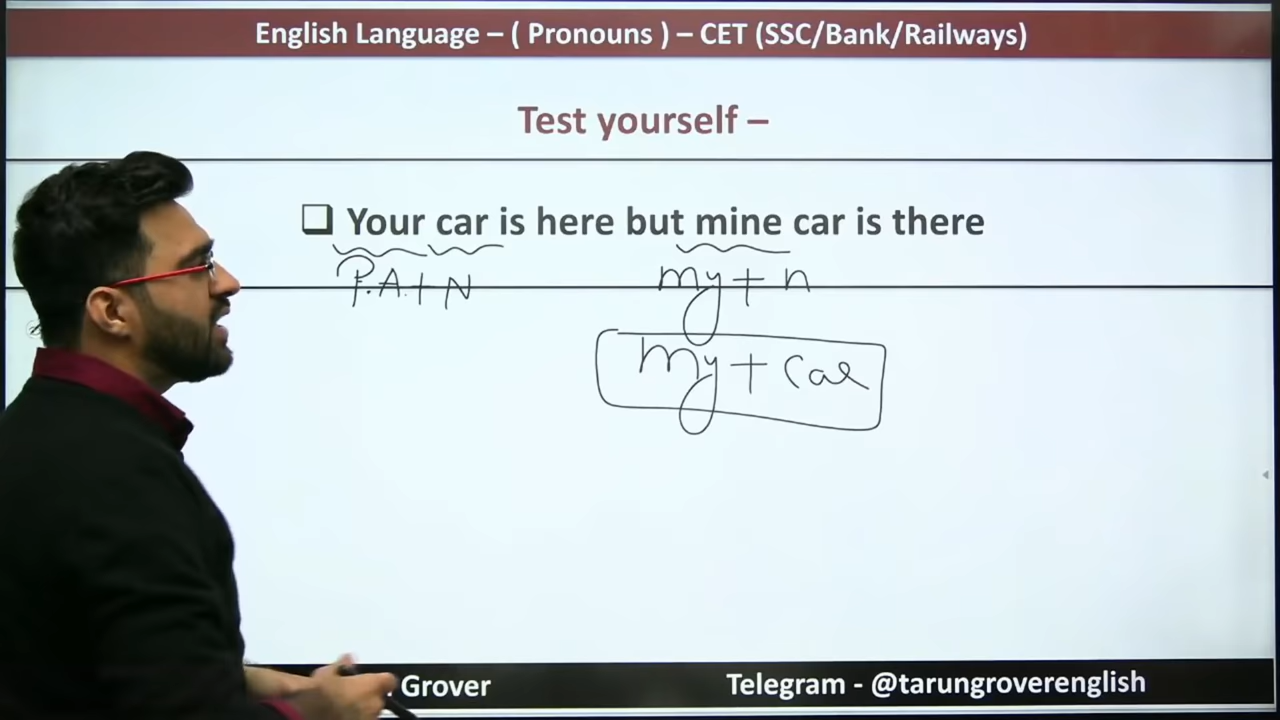 English Language – ( Pronouns ) – CET (SSC/Bank/Railways)
Test yourself –
❑ Your car is here but mine car is there
P.A.+N my+n
my+car
Grover
Telegram - @tarungroverenglish